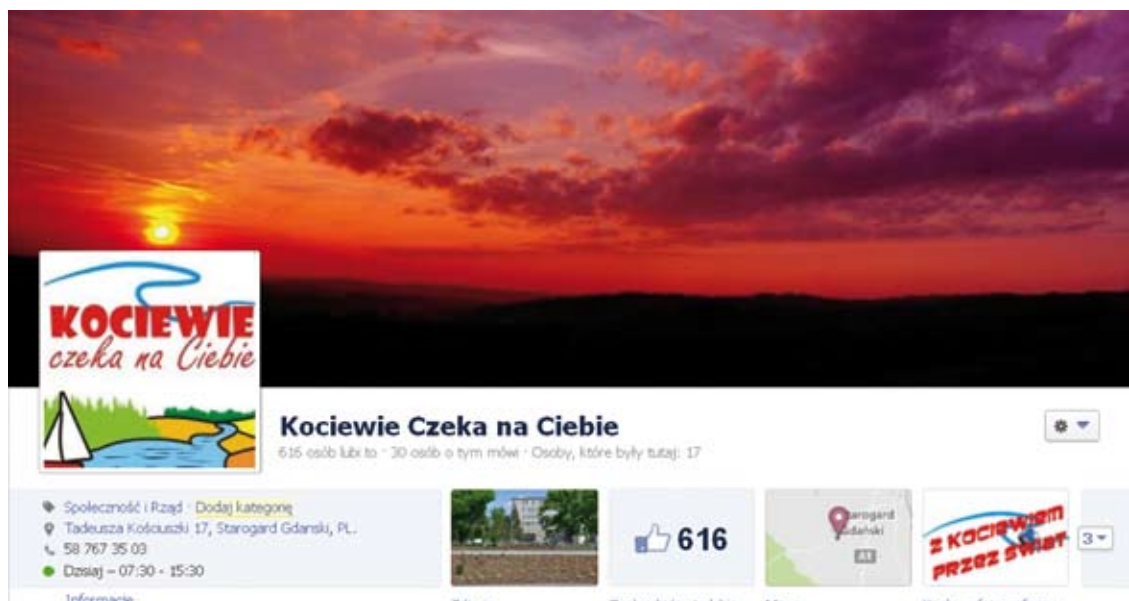 KOCIEWIE
czeka na Ciebie
Kociewie Czeka na Ciebie
616 osób lubi to · 30 osób o tym mówi · Osoby, które były tutaj: 17
Społeczność i Rząd · Dodaj kategorię
Tadeusza Kościuszki 17, Starogard Gdanski, PL.
58 767 35 03
Dzisiaj – 07:30 - 15:30
616
Starogard
Gdański
A1
Z KOCIEWIEM
PRZEZ ŚWIAT
3
Informacje